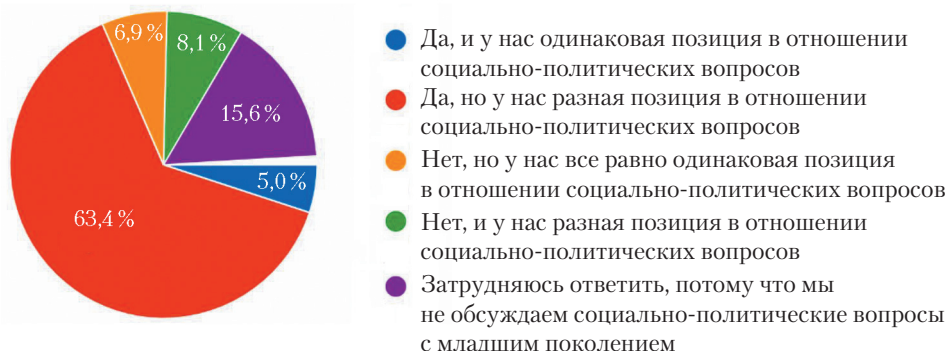 6,9 %
8,1 %
15,6 %
5,0 %
63,4 %
Да, и у нас одинаковая позиция в отношении
социально-политических вопросов
Да, но у нас разная позиция в отношении
социально-политических вопросов
Нет, но у нас все равно одинаковая позиция
в отношении социально-политических вопросов
Нет, и у нас разная позиция в отношении
социально-политических вопросов
Затрудняюсь ответить, потому что мы
не обсуждаем социально-политические вопросы
с младшим поколением